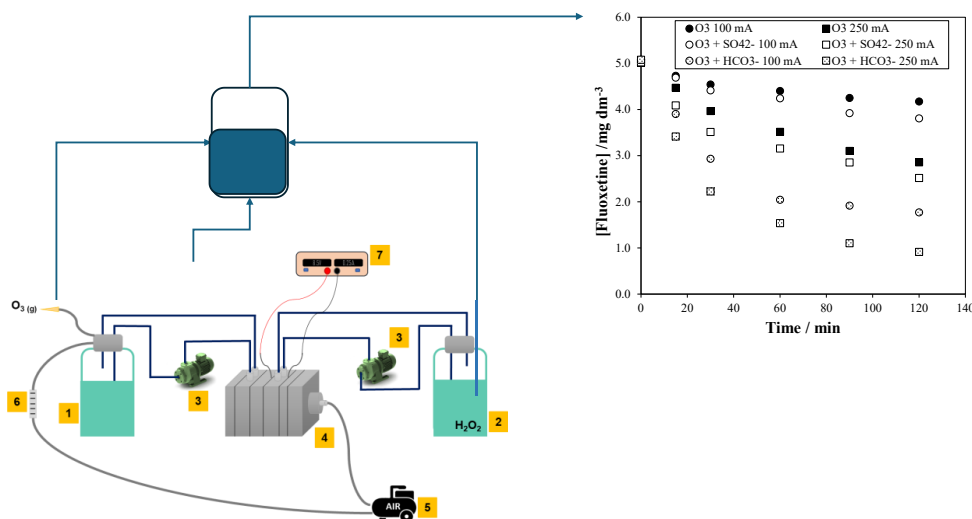 6.0
5.0
4.0
3.0
2.0
1.0
0.0
O3 100 mA
O3 250 mA
O3 + SO42- 100 mA
O3 + SO42- 250 mA
O3 + HCO3- 100 mA
O3 + HCO3- 250 mA
[Fluoxetine] /mg dm-3
0 20 40 60 80 100 120 140
Time / min
7
O3 (g)
3
3
6
1
4
2
H2O2
AIR
5